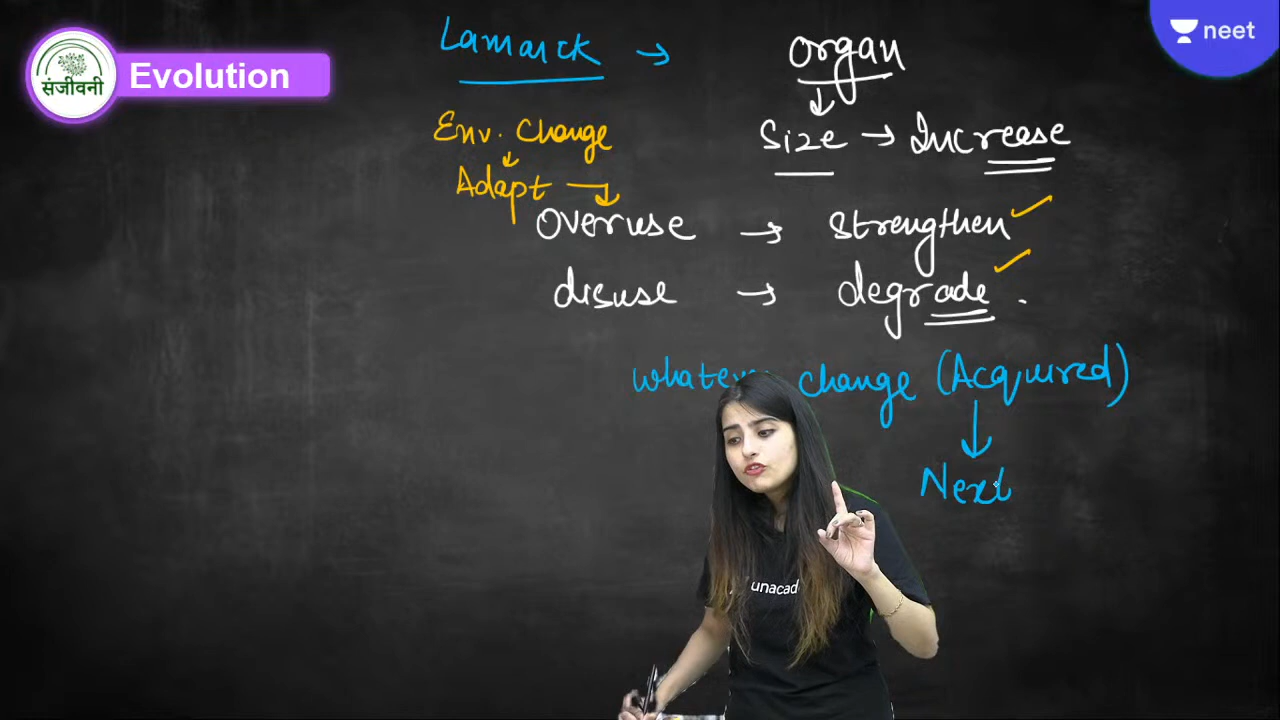 संजीवनी
Evolution
neet
Lamarck → organ
↓
Env. Change
Size → Increase
↓
Adapt
Overuse → strengthen ✓
disuse → degrade . ✓
change (Acquired)
↓
Next
unacad